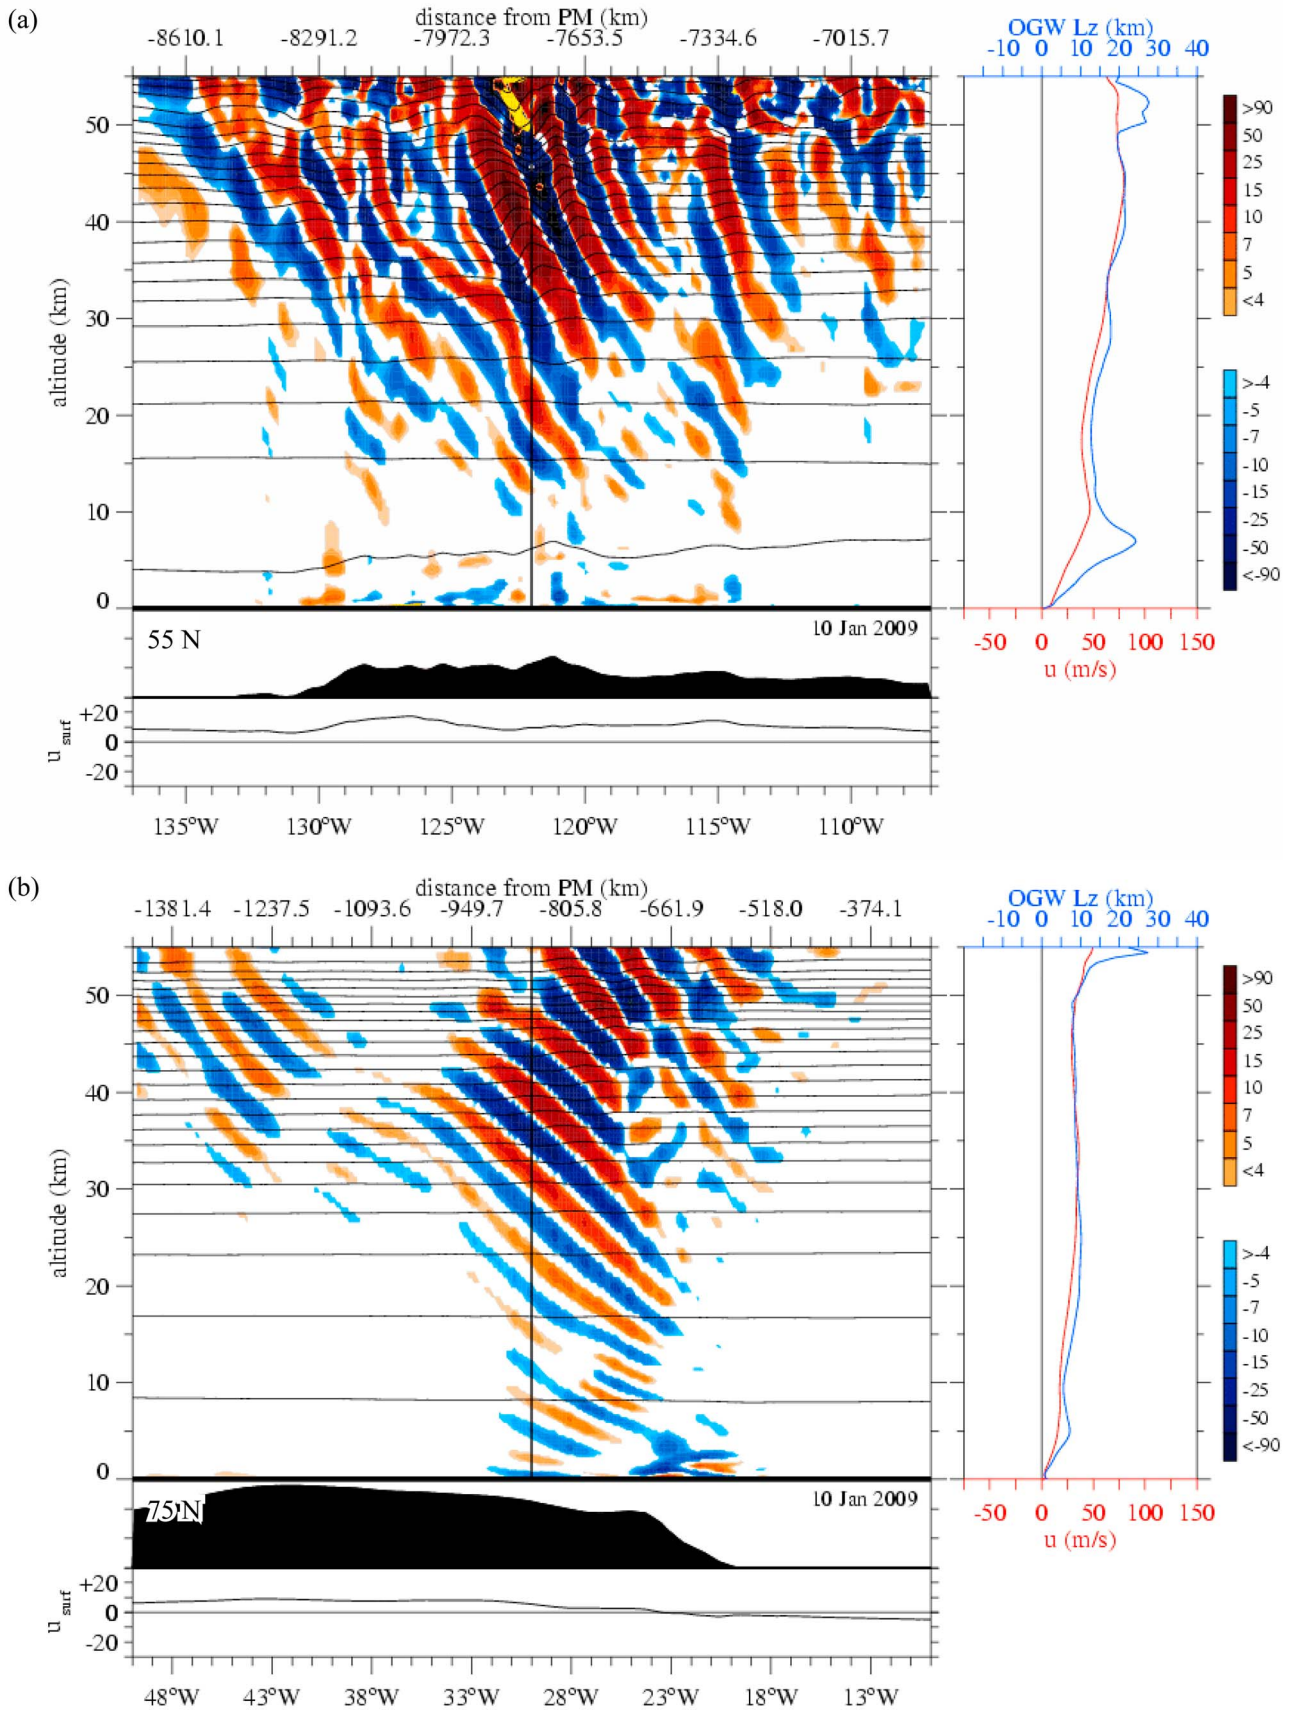 (a)
distance from PM (km)
-8610.1 -8291.2 -7972.3 -7653.5 -7334.6 -7015.7
OGW Lz (km)
-10 0 10 20 30 40
altitude (km)
50
40
30
20
10
0
>90
50
25
15
10
7
5
<4
>-4
-5
-7
-10
-15
-25
-50
<-90
-50 0 50 100 150
u (m/s)
55 N
10 Jan 2009
u surf
+20
0
-20
135°W 130°W 125°W 120°W 115°W 110°W
(b)
distance from PM (km)
-1381.4 -1237.5 -1093.6 -949.7 -805.8 -661.9 -518.0 -374.1
OGW Lz (km)
-10 0 10 20 30 40
altitude (km)
50
40
30
20
10
0
>90
50
25
15
10
7
5
<4
>-4
-5
-7
-10
-15
-25
-50
<-90
-50 0 50 100 150
u (m/s)
75 N
10 Jan 2009
u surf
+20
0
-20
48°W 43°W 38°W 33°W 28°W 23°W 18°W 13°W